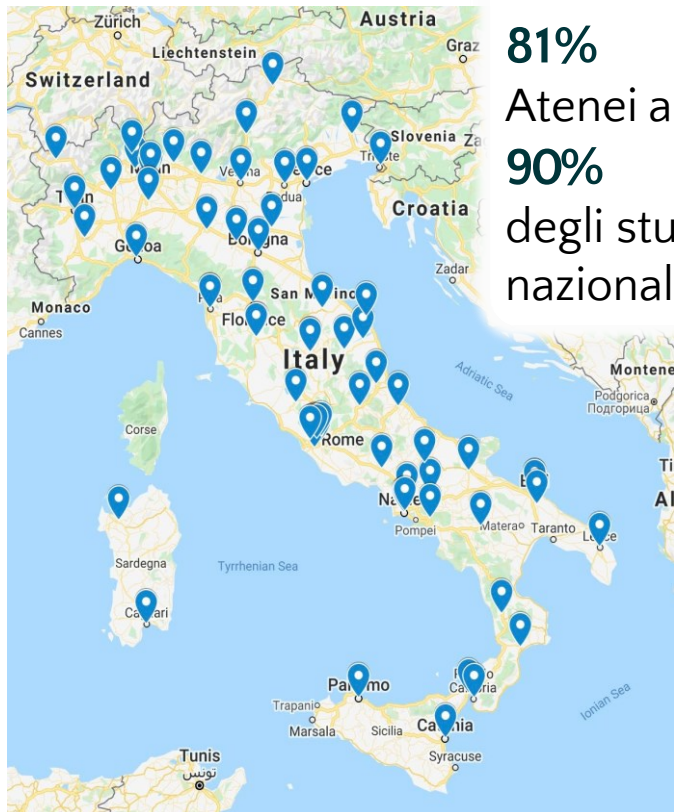 81%
Atenei a
90%
degli stu
nazional
Zürich
Austria
Liechtenstein
Graz
Switzerland
Slovenia
Croatia
Zadar
San Marino
Monaco
Cannes
Italy
Adriatic Sea
Montene
Podgorica
Подгорица
Corse
Rome
Pompei
Matera
Taranto
Sardegna
Tyrrhenian Sea
Ionian Sea
Trapani
Marsala
Sicilia
Syracuse
Tunis
تونس